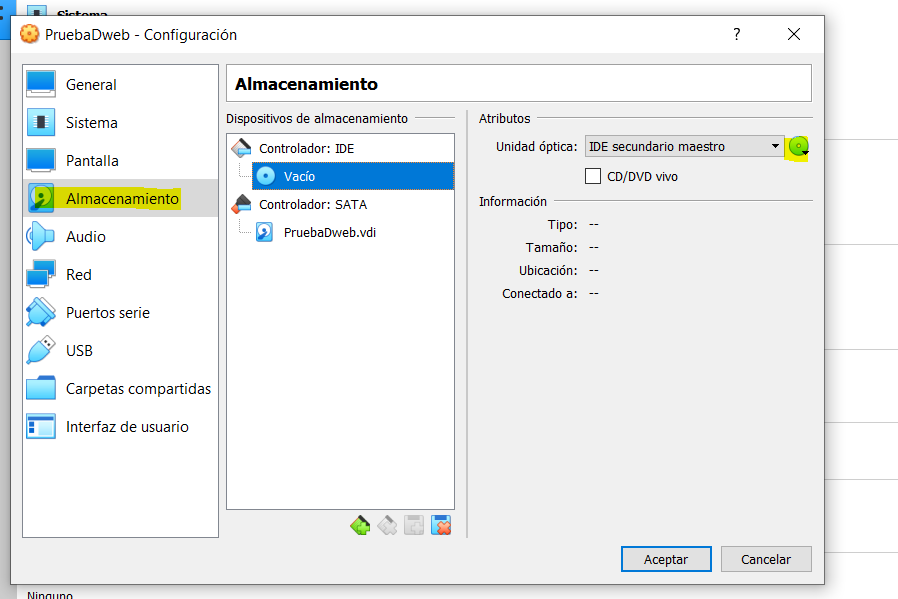 Sistema
PruebaDweb - Configuración
?
General
Sistema
Pantalla
Almacenamiento
Audio
Red
Puertos serie
USB
Carpetas compartidas
Interfaz de usuario
Almacenamiento
Dispositivos de almacenamiento
Controlador: IDE
Vacío
Controlador: SATA
PruebaDweb.vdi
Atributos
Unidad óptica: IDE secundario maestro
CD/DVD vivo
Información
Tipo: --
Tamaño: --
Ubicación: --
Conectado a: --
Aceptar
Cancelar
Ninguno